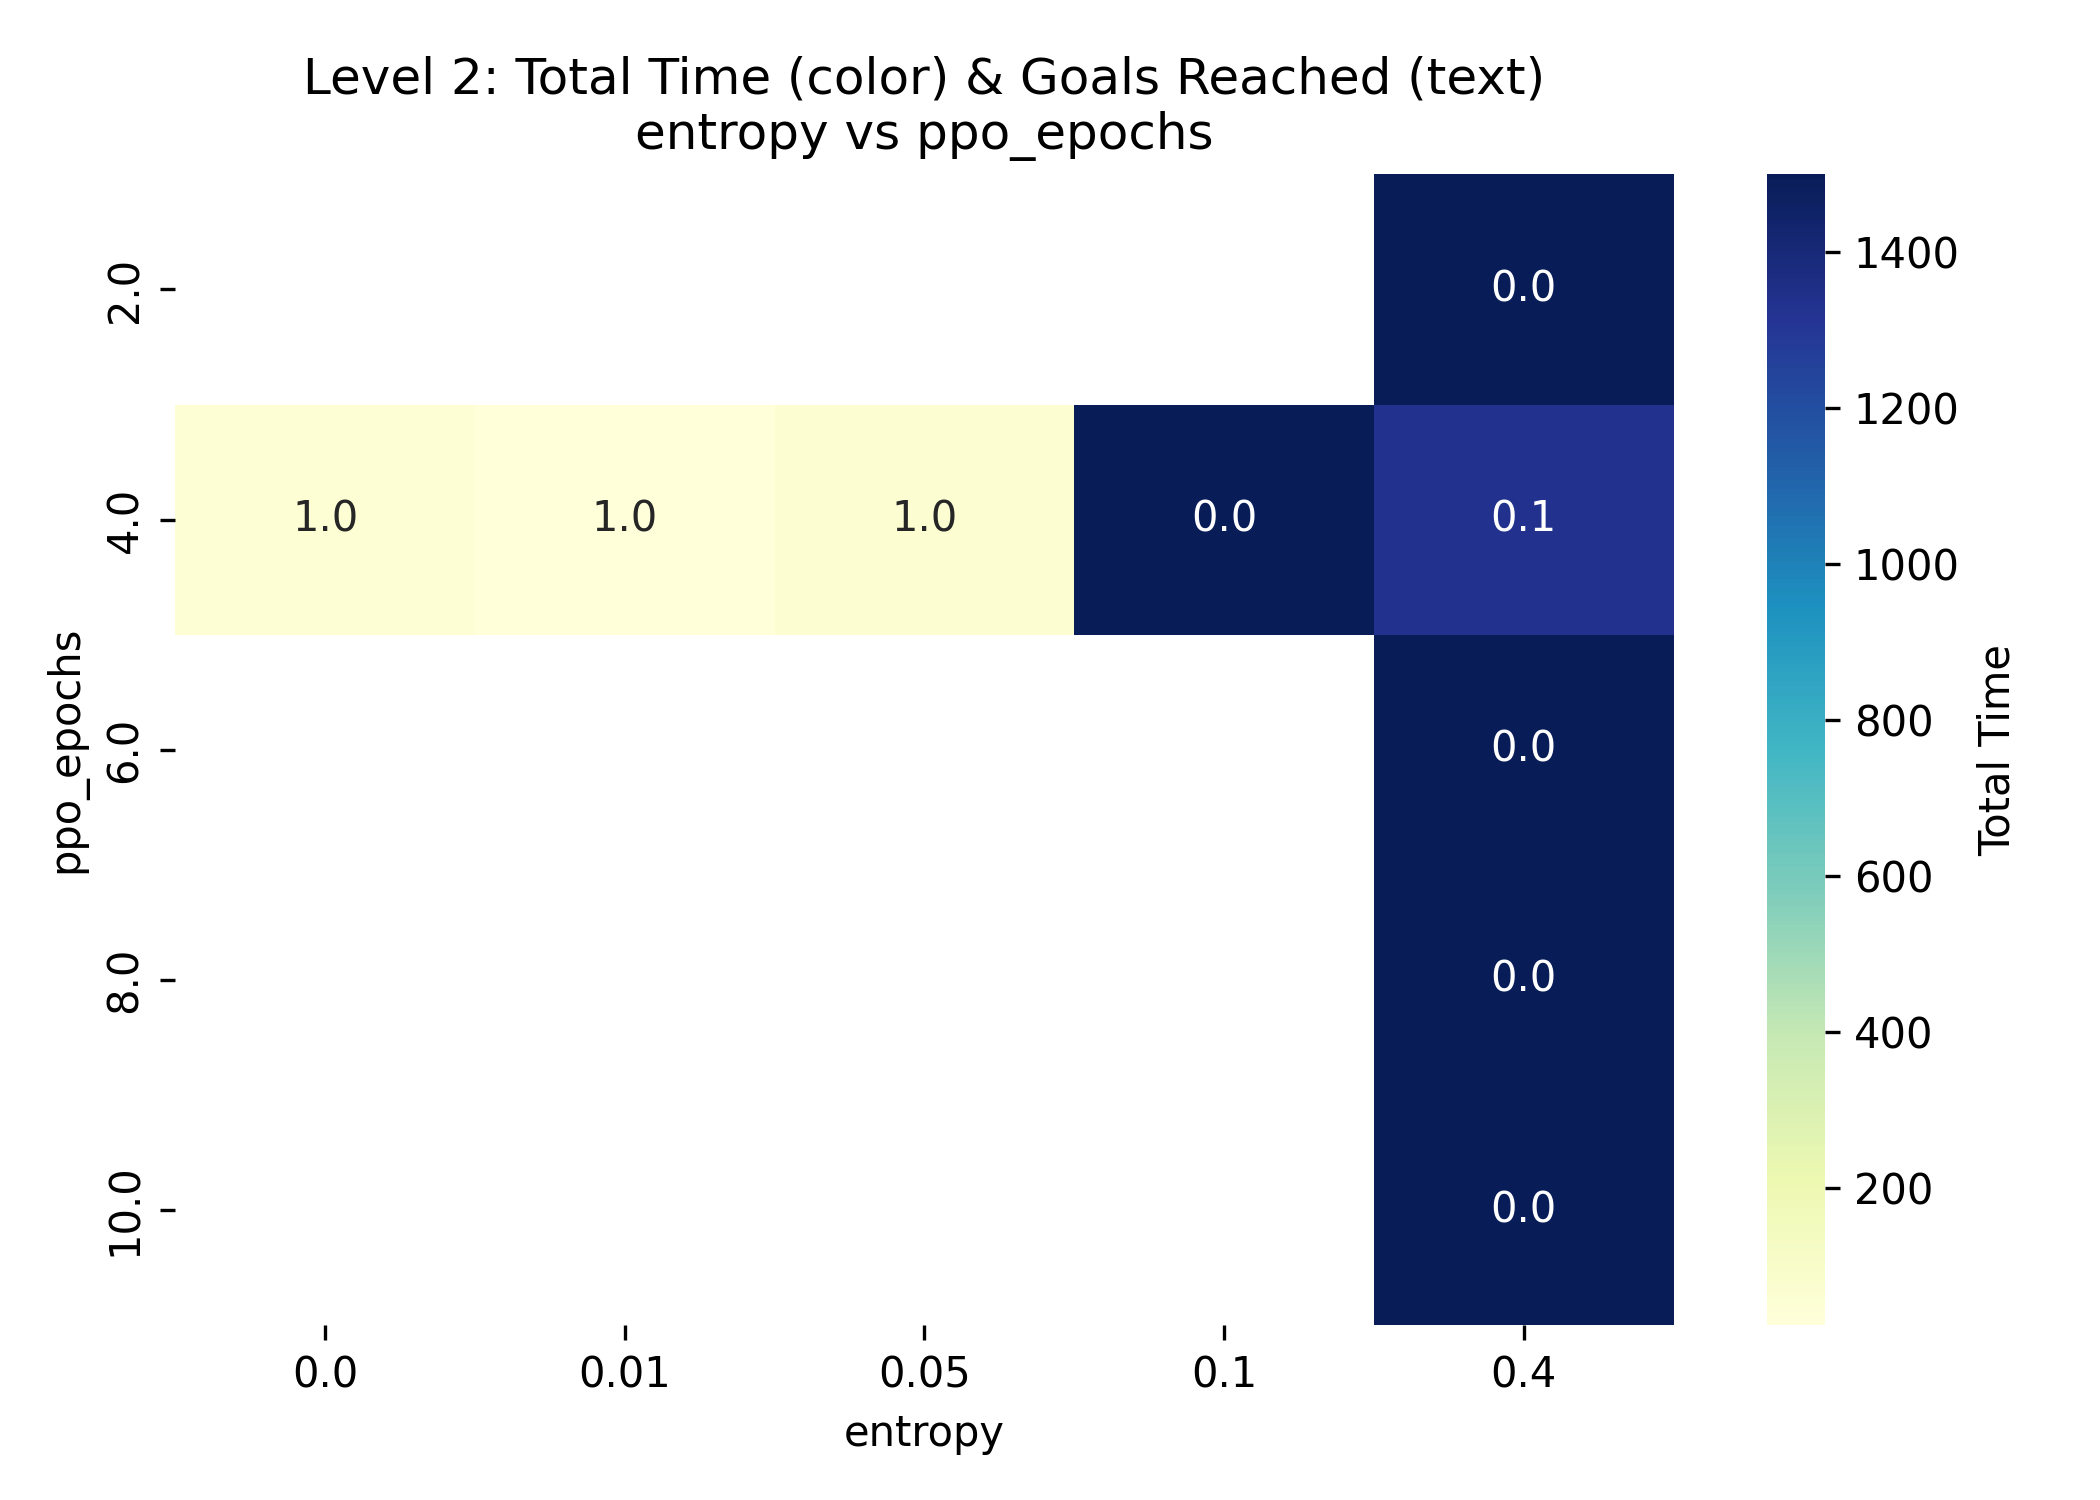 Level 2: Total Time (color) & Goals Reached (text)
entropy vs ppo_epochs
ppo_epochs
2.0
0.0
4.0
1.0 1.0 1.0 0.0 0.1
6.0
0.0
8.0
0.0
10.0
0.0
0.0 0.01 0.05 0.1 0.4
entropy
1400
1200
1000
800
600
400
200
Total Time